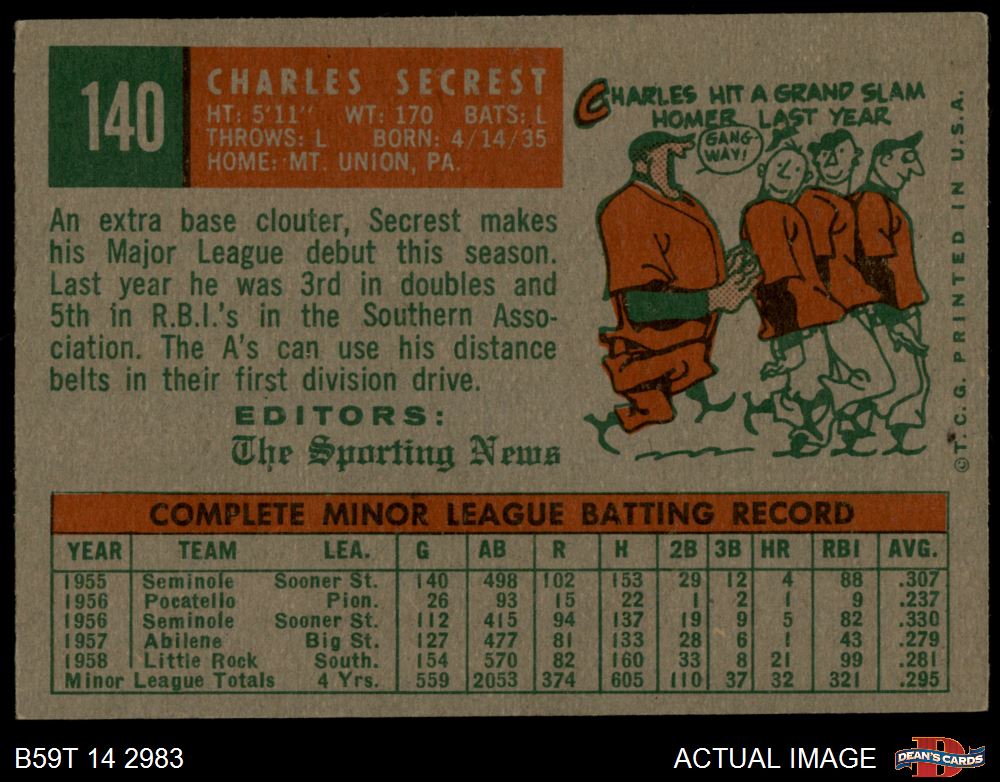 140
CHARLES SECREST
HT: 5'11" WT: 170 BATS: L
THROWS: L BORN: 4/14/35
HOME: MT. UNION, PA.
An extra base clouter, Secrest makes
his Major League debut this season.
Last year he was 3rd in doubles and
5th in R.B.I.'s in the Southern Asso-
ciation. The A's can use his distance
belts in their first division drive.
EDITORS:
The Sporting News
CHARLES HIT A GRAND SLAM
HOMER LAST YEAR
GANG
WAY!
© T. C. G. PRINTED IN U.S.A.
COMPLETE MINOR LEAGUE BATTING RECORD
YEAR TEAM LEA. G AB R H 2B 3B HR RBI AVG.
1955 Seminole Sooner St. 140 498 102 153 29 12 4 88 .307
1956 Pocatello Pion. 26 93 15 22 1 2 1 9 .237
1956 Seminole Sooner St. 112 415 94 137 19 9 5 82 .330
1957 Abilene Big St. 127 477 81 133 28 6 1 43 .279
1958 Little Rock South. 154 570 82 160 33 8 21 99 .281
Minor League Totals 4 Yrs. 559 2053 374 605 110 37 32 321 .295
B59T 14 2983
ACTUAL IMAGE
D
DEAN'S CARDS